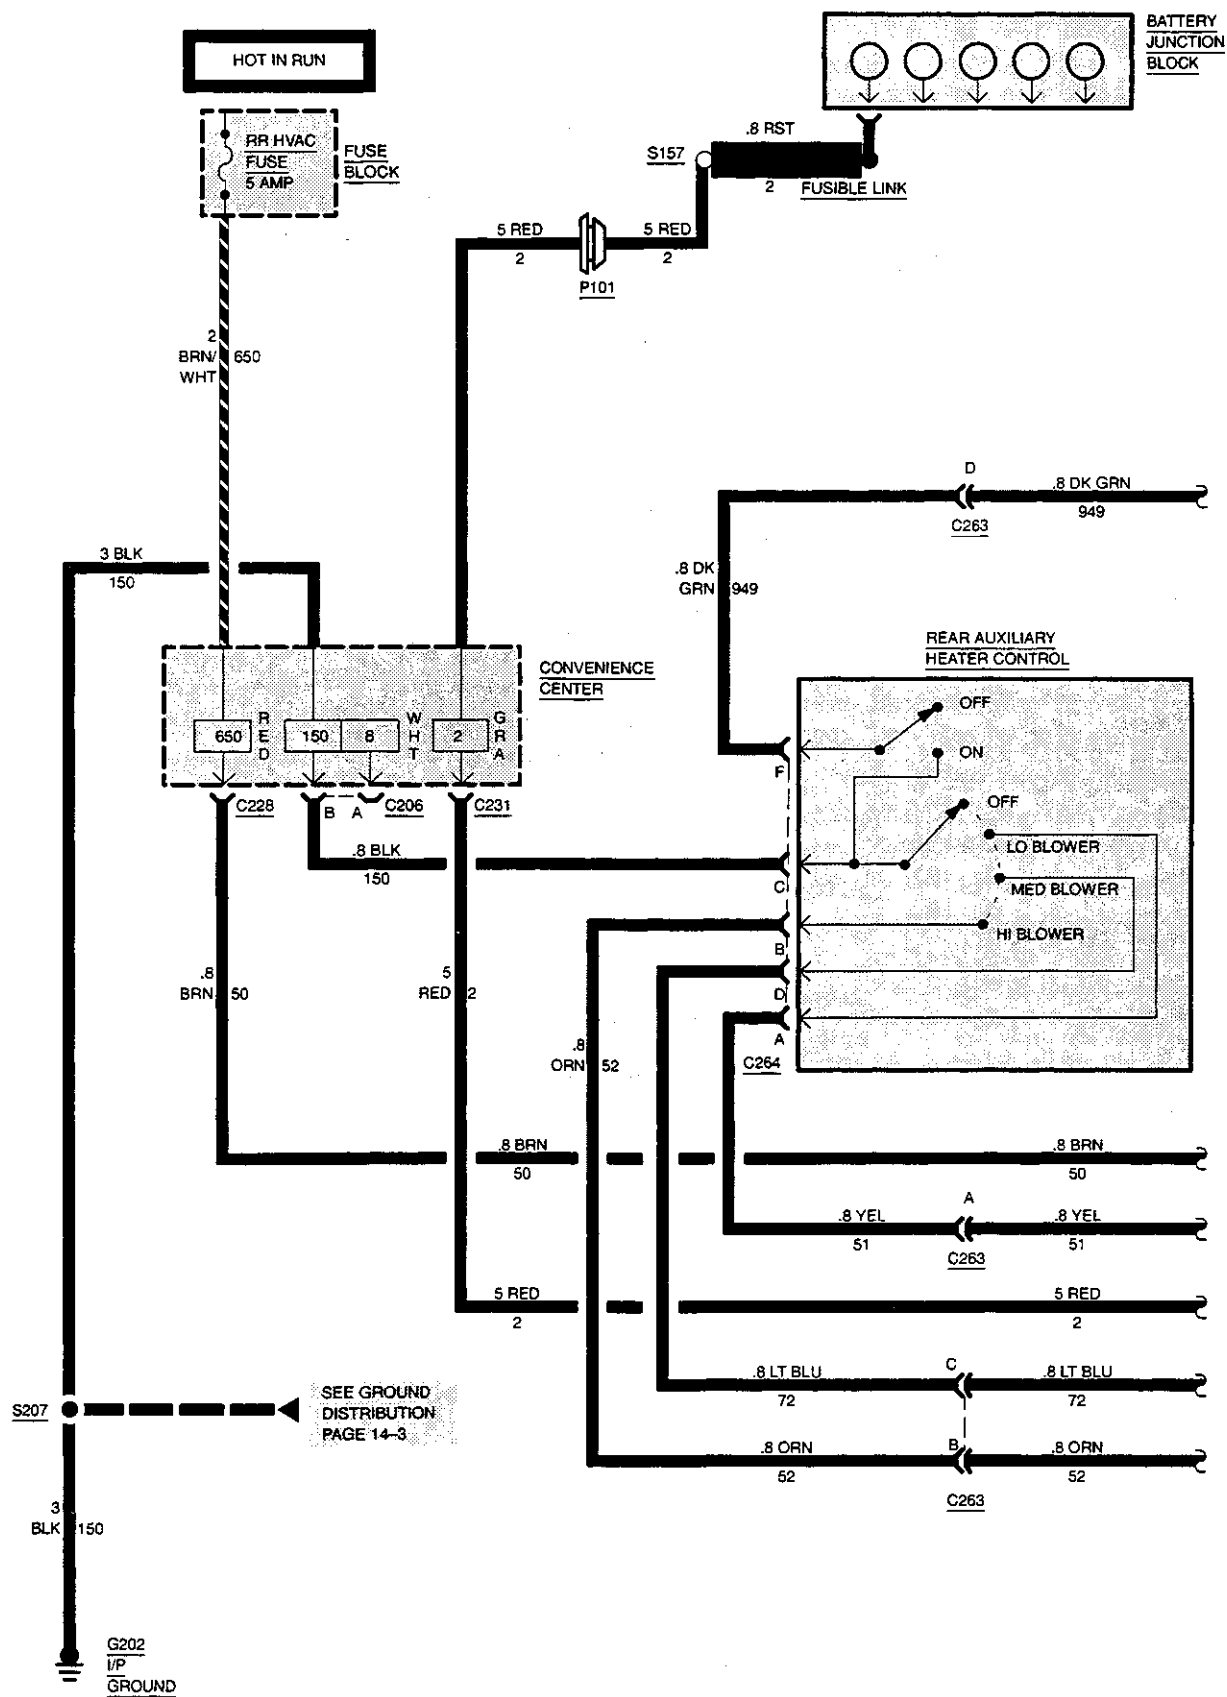 BATTERY
JUNCTION
BLOCK
HOT IN RUN
RR HVAC
FUSE
5 AMP
FUSE
BLOCK
.8 RST
S157
2
FUSIBLE LINK
5 RED
2
5 RED
2
P101
2
BRN/
WHT
650
D
.8 DK GRN
949
C263
3 BLK
150
.8 DK
GRN
949
REAR AUXILIARY
HEATER CONTROL
CONVENIENCE
CENTER
650
RED
150
8
WHT
2
GRA
OFF
ON
F
C228
B
A
C206
C231
OFF
LO BLOWER
.8 BLK
150
C
MED BLOWER
HI BLOWER
B
.8
BRN
50
5
RED
2
D
A
C264
.8
ORN
52
.8 BRN
50
.8 BRN
50
A
.8 YEL
51
.8 YEL
51
C263
5 RED
2
5 RED
2
C
.8 LT BLU
72
.8 LT BLU
72
S207
SEE GROUND
DISTRIBUTION
PAGE 14-3
.8 ORN
52
B
.8 ORN
52
C263
3
BLK
150
G202
I/P
GROUND